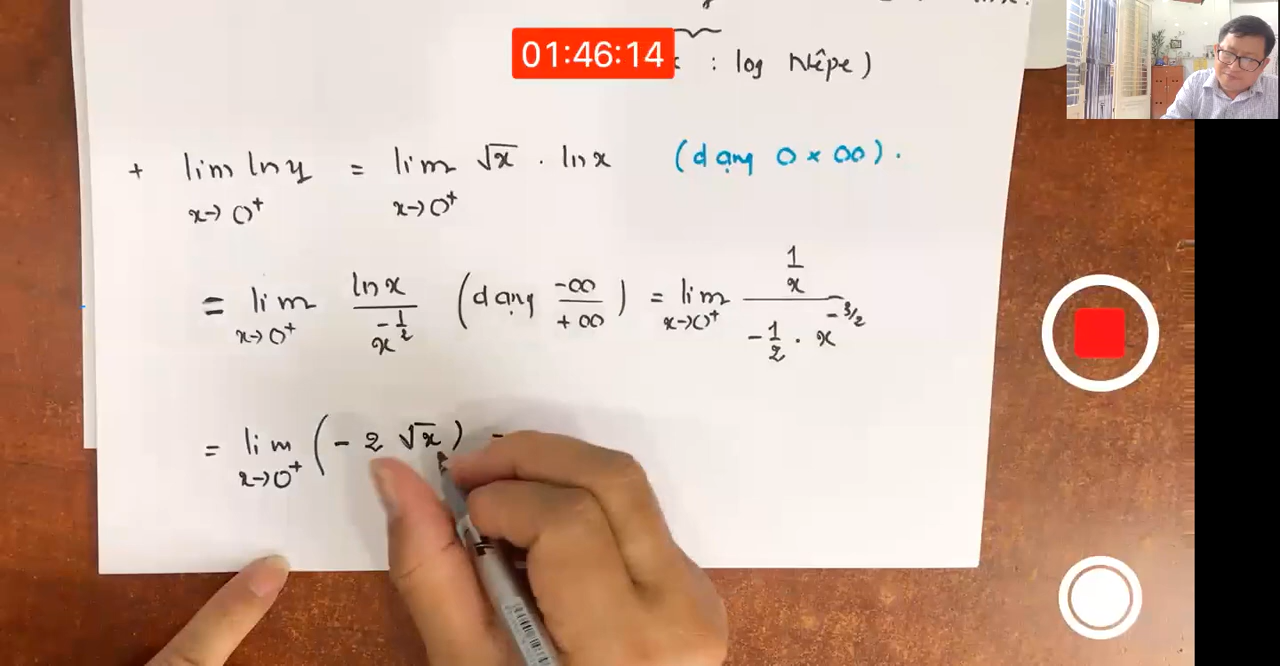 01:46:14
: log Nêpe )
+ lim ln y = lim √x . ln x (dạng 0 × ∞) .
x→0⁺ x→0⁺
= lim ln x / x^(-1/2) (dạng -∞/+∞) = lim (1/x) / (-1/2 . x^(-3/2))
x→0⁺ x→0⁺
= lim (- 2 √x) =
x→0⁺